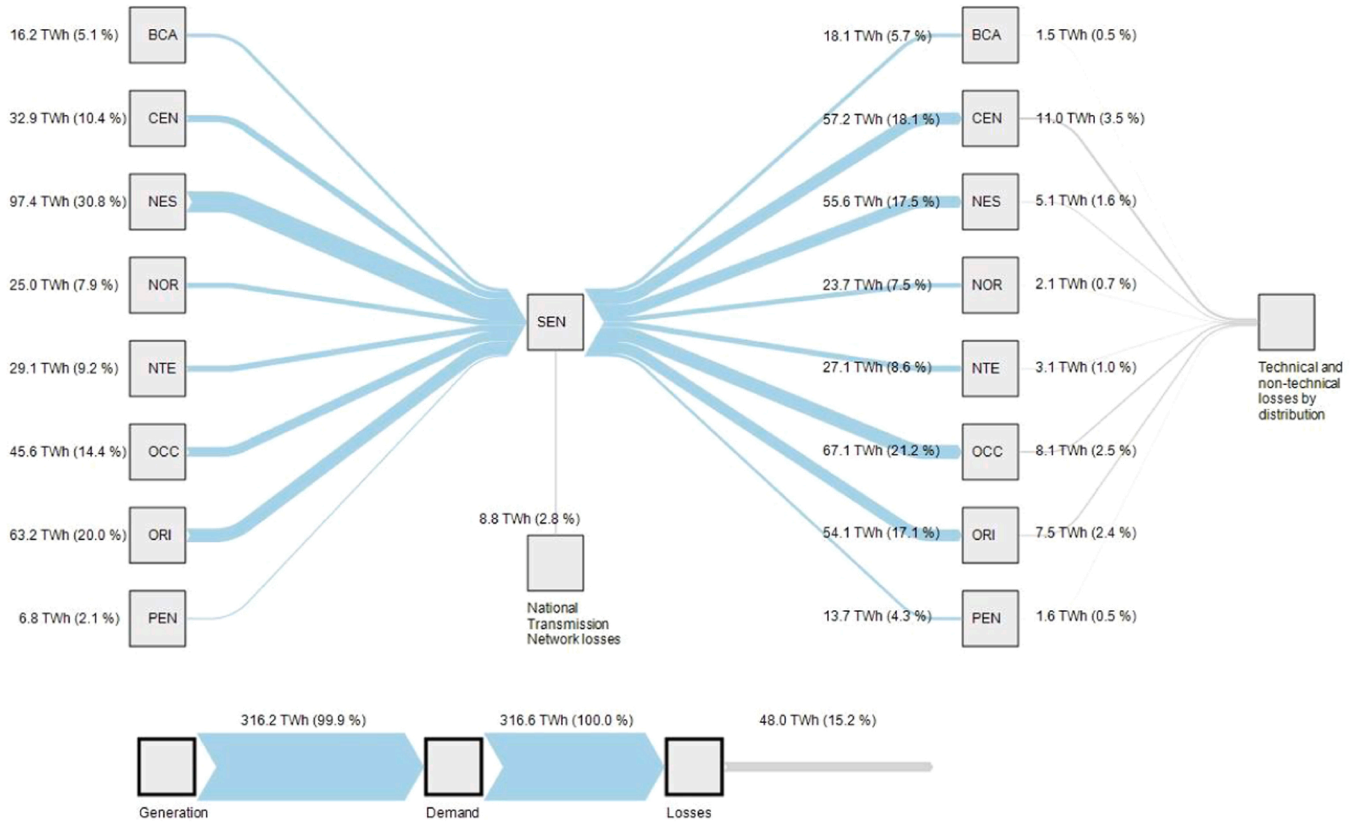 16.2 TWh (5.1 %) BCA 18.1 TWh (5.7 %) BCA 1.5 TWh (0.5 %)
32.9 TWh (10.4 %) CEN 57.2 TWh (18.1 %) CEN 11.0 TWh (3.5 %)
97.4 TWh (30.8 %) NES 55.6 TWh (17.5 %) NES 5.1 TWh (1.6 %)
25.0 TWh (7.9 %) NOR 23.7 TWh (7.5 %) NOR 2.1 TWh (0.7 %)
SEN
29.1 TWh (9.2 %) NTE 27.1 TWh (8.6 %) NTE 3.1 TWh (1.0 %)
Technical and
non-technical
losses by
distribution
45.6 TWh (14.4 %) OCC 67.1 TWh (21.2 %) OCC 8.1 TWh (2.5 %)
63.2 TWh (20.0 %) ORI 54.1 TWh (17.1 %) ORI 7.5 TWh (2.4 %)
8.8 TWh (2.8 %)
National
Transmission
Network losses
6.8 TWh (2.1 %) PEN 13.7 TWh (4.3 %) PEN 1.6 TWh (0.5 %)
316.2 TWh (99.9 %) 316.6 TWh (100.0 %) 48.0 TWh (15.2 %)
Generation Demand Losses